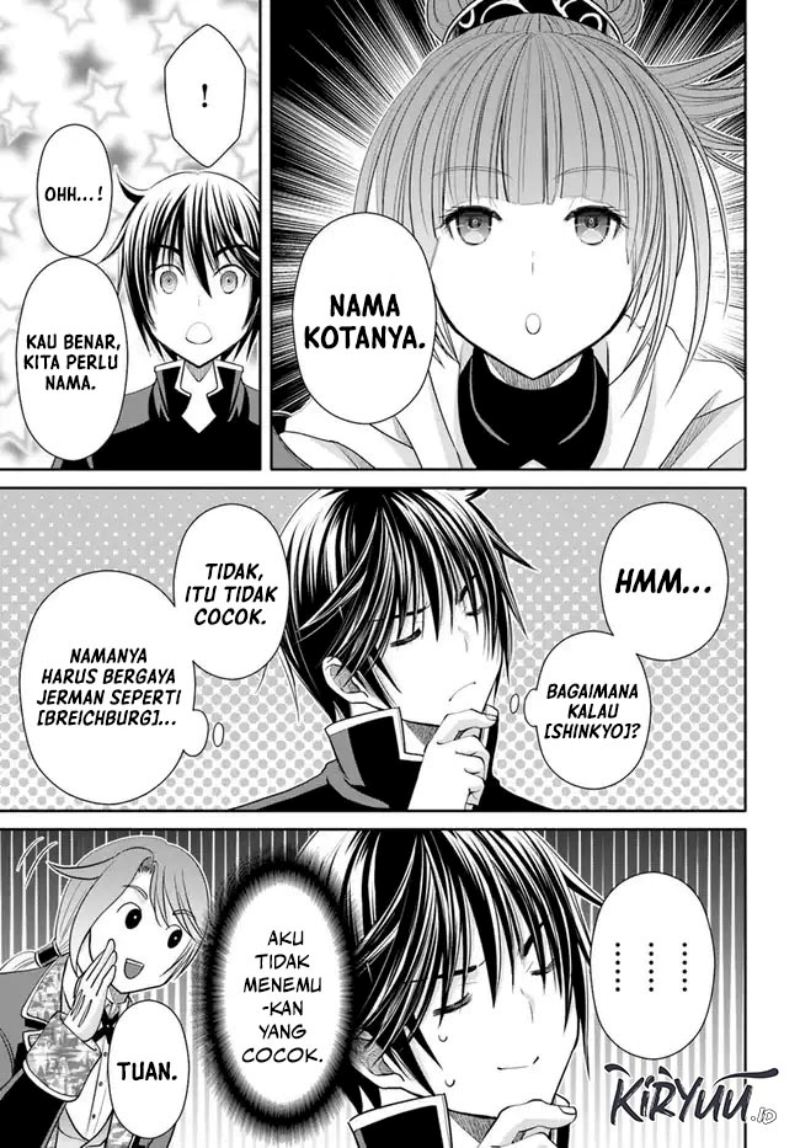 NAMA
KOTANYA.
!
OHH...!
KAU BENAR,
KITA PERLU
NAMA.
HMM...
BAGAIMANA
KALAU
[SHINKYO]?
TIDAK,
ITU TIDAK
COCOK.
NAMANYA
HARUS BERGAYA
JERMAN SEPERTI
[BREICHBURG]...
⋮ ⋮ ⋮
AKU
TIDAK
MENEMU
-KAN
YANG
COCOK.
TUAN.
KIRYUU.ID